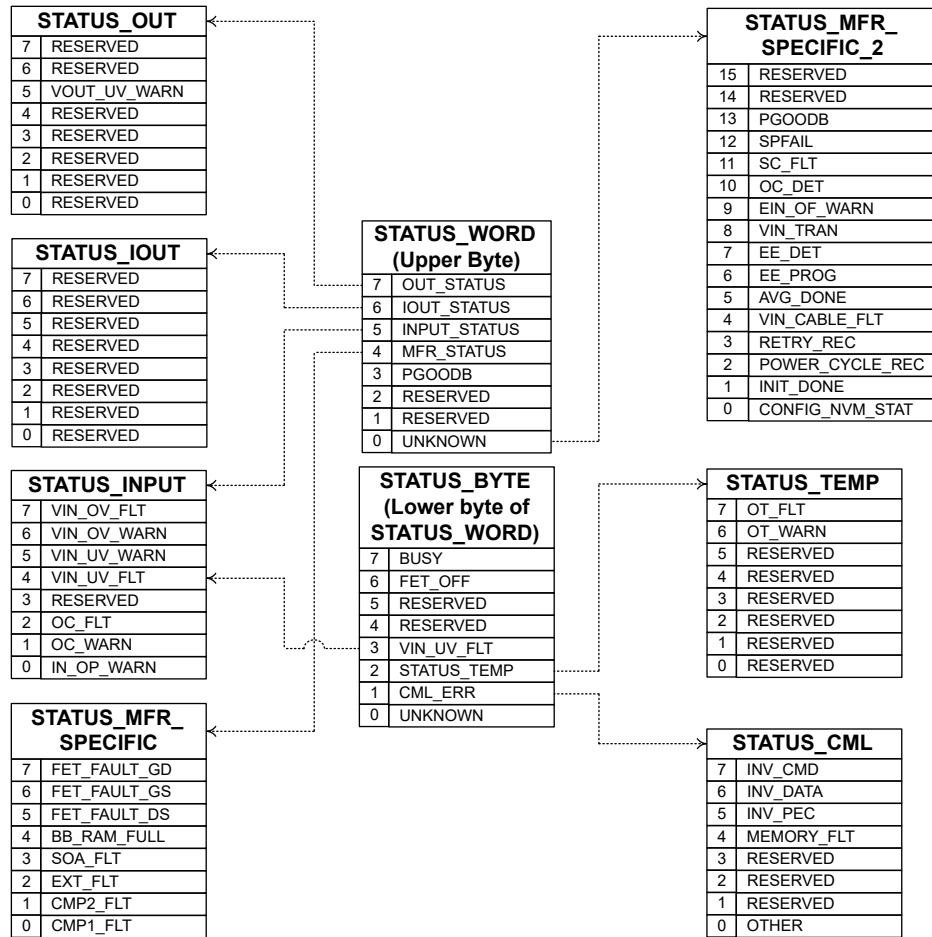 STATUS_OUT
7 RESERVED
6 RESERVED
5 VOUT_UV_WARN
4 RESERVED
3 RESERVED
2 RESERVED
1 RESERVED
0 RESERVED
STATUS_IOUT
7 RESERVED
6 RESERVED
5 RESERVED
4 RESERVED
3 RESERVED
2 RESERVED
1 RESERVED
0 RESERVED
STATUS_INPUT
7 VIN_OV_FLT
6 VIN_OV_WARN
5 VIN_UV_WARN
4 VIN_UV_FLT
3 RESERVED
2 OC_FLT
1 OC_WARN
0 IN_OP_WARN
STATUS_MFR_
SPECIFIC
7 FET_FAULT_GD
6 FET_FAULT_GS
5 FET_FAULT_DS
4 BB_RAM_FULL
3 SOA_FLT
2 EXT_FLT
1 CMP2_FLT
0 CMP1_FLT
STATUS_WORD
(Upper Byte)
7 OUT_STATUS
6 IOUT_STATUS
5 INPUT_STATUS
4 MFR_STATUS
3 PGOODB
2 RESERVED
1 RESERVED
0 UNKNOWN
STATUS_BYTE
(Lower byte of
STATUS_WORD)
7 BUSY
6 FET_OFF
5 RESERVED
4 RESERVED
3 VIN_UV_FLT
2 STATUS_TEMP
1 CML_ERR
0 UNKNOWN
STATUS_MFR_
SPECIFIC_2
15 RESERVED
14 RESERVED
13 PGOODB
12 SPFAIL
11 SC_FLT
10 OC_DET
9 EIN_OF_WARN
8 VIN_TRAN
7 EE_DET
6 EE_PROG
5 AVG_DONE
4 VIN_CABLE_FLT
3 RETRY_REC
2 POWER_CYCLE_REC
1 INIT_DONE
0 CONFIG_NVM_STAT
STATUS_TEMP
7 OT_FLT
6 OT_WARN
5 RESERVED
4 RESERVED
3 RESERVED
2 RESERVED
1 RESERVED
0 RESERVED
STATUS_CML
7 INV_CMD
6 INV_DATA
5 INV_PEC
4 MEMORY_FLT
3 RESERVED
2 RESERVED
1 RESERVED
0 OTHER